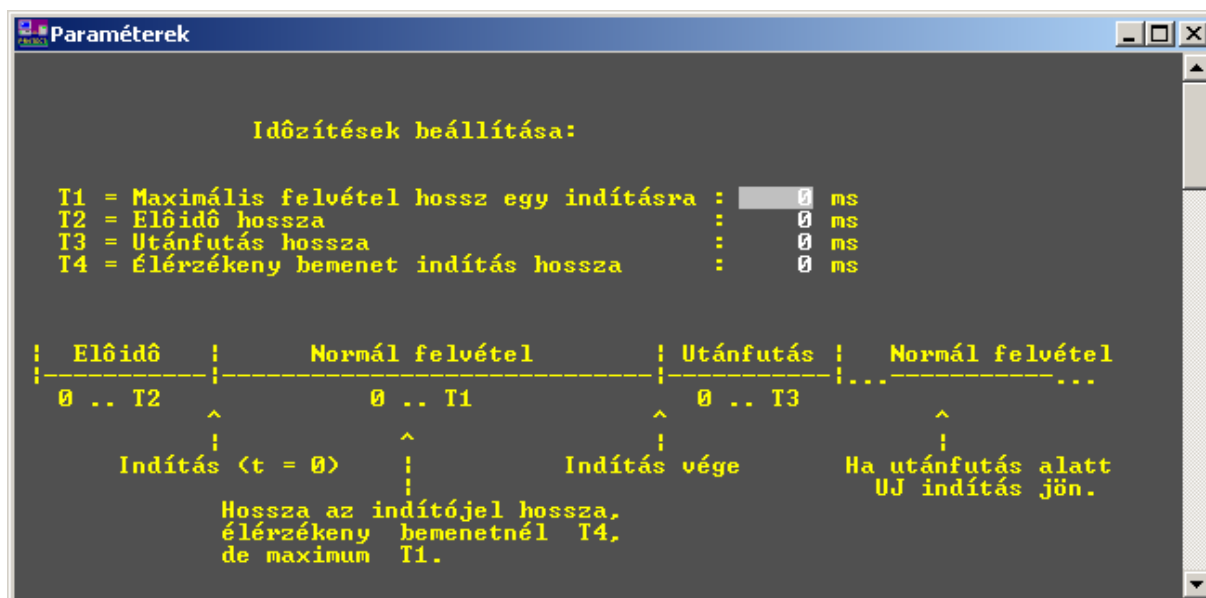 Paraméterek
Idôzítések beállítása:
T1 = Maximális felvétel hossz egy indításra : 0 ms
T2 = Elôidô hossza : 0 ms
T3 = Utánfutás hossza : 0 ms
T4 = Élérzékeny bemenet indítás hossza : 0 ms
¦ Elôidô ¦ Normál felvétel ¦ Utánfutás ¦ Normál felvétel
¦-----------¦-----------------------------¦-----------¦...-----------...
0 .. T2 0 .. T1 0 .. T3
^ ^ ^
¦ ^ ¦ ¦
Indítás (t = 0) ¦ Indítás vége Ha utánfutás alatt
¦ UJ indítás jön.
Hossza az indítójel hossza,
élérzékeny bemenetnél T4,
de maximum T1.